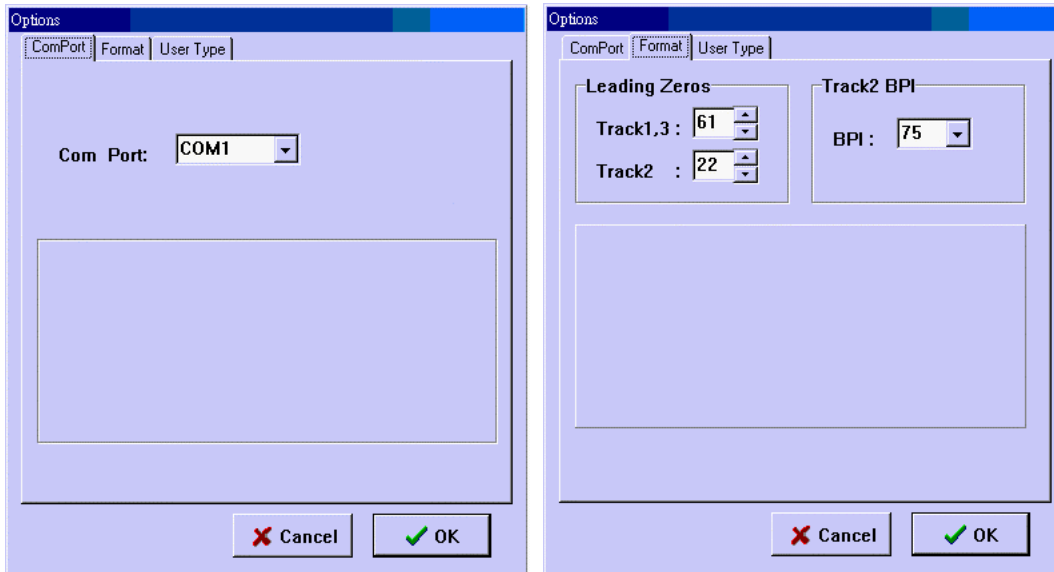 Options
ComPort Format User Type
Com Port: COM1
Cancel OK
Options
ComPort Format User Type
Leading Zeros
Track1,3 : 61
Track2 : 22
Track2 BPI
BPI : 75
Cancel OK